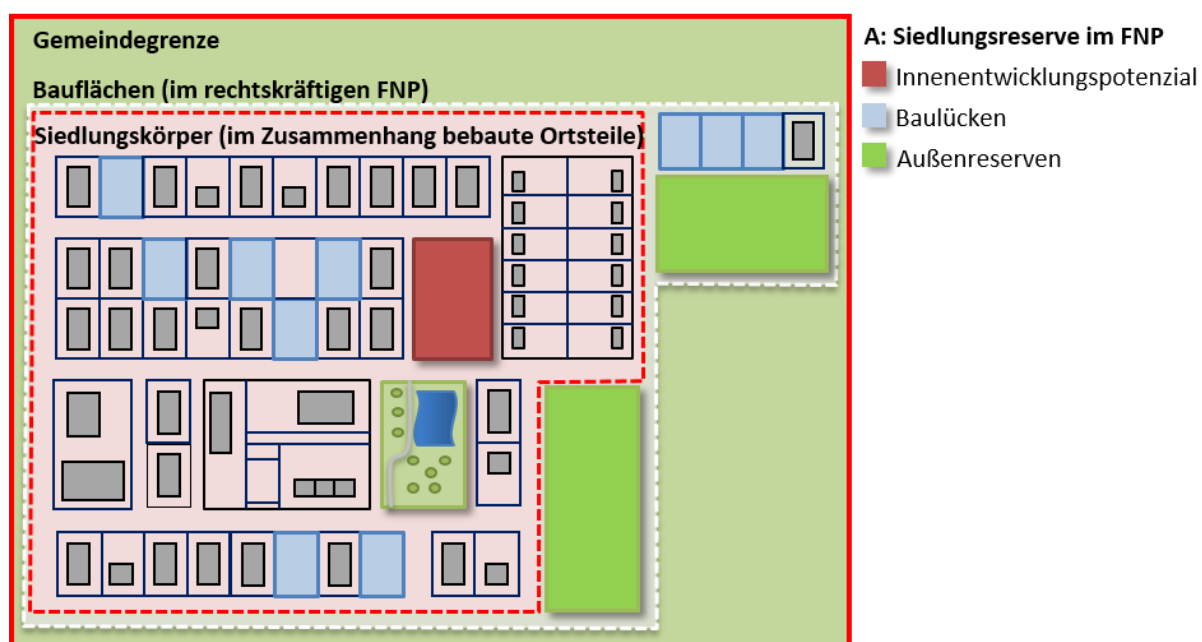 Gemeindegrenze
Bauflächen (im rechtskräftigen FNP)
Siedlungskörper (im Zusammenhang bebaute Ortsteile)
A: Siedlungsreserve im FNP
Innenentwicklungspotenzial
Baulücken
Außenreserven